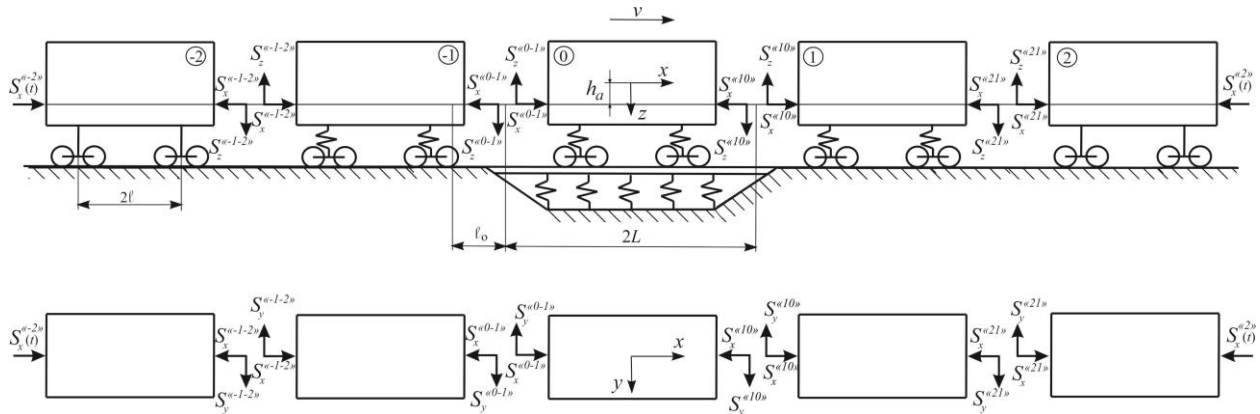 v
-2 S_z^«-1-2» -1 S_z^«0-1» 0 S_z^«10» 1 S_z^«21» 2
S_x^«-2»(t) S_x^«-1-2» S_x^«0-1» h_a x S_x^«10» S_x^«21» S_x^«2»(t)
S_x^«-1-2» S_x^«0-1» z S_x^«10» S_x^«21»
S_z^«-1-2» S_z^«0-1» S_z^«10» S_z^«21»
2ℓ ℓ_o 2L
S_y^«-1-2» S_y^«0-1» S_y^«10» S_y^«21»
S_x^«-2»(t) S_x^«-1-2» S_x^«0-1» x S_x^«10» S_x^«21» S_x^«2»(t)
S_x^«-1-2» S_x^«0-1» y S_x^«10» S_x^«21»
S_y^«-1-2» S_y^«0-1» S_y^«10» S_y^«21»